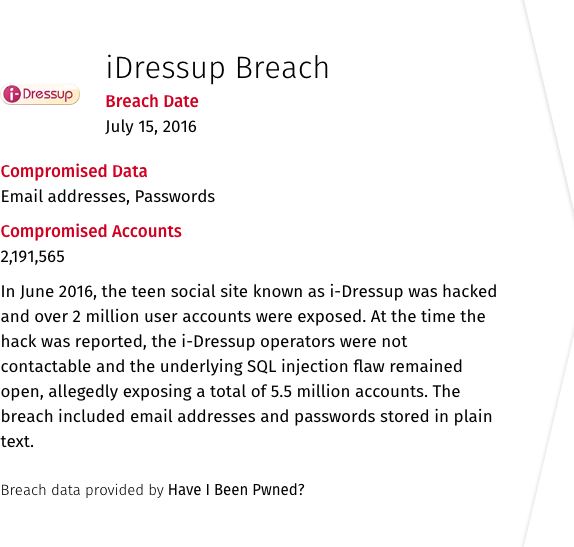 iDressup Breach
i-Dressup
Breach Date
July 15, 2016
Compromised Data
Email addresses, Passwords
Compromised Accounts
2,191,565
In June 2016, the teen social site known as i-Dressup was hacked
and over 2 million user accounts were exposed. At the time the
hack was reported, the i-Dressup operators were not
contactable and the underlying SQL injection flaw remained
open, allegedly exposing a total of 5.5 million accounts. The
breach included email addresses and passwords stored in plain
text.
Breach data provided by Have I Been Pwned?